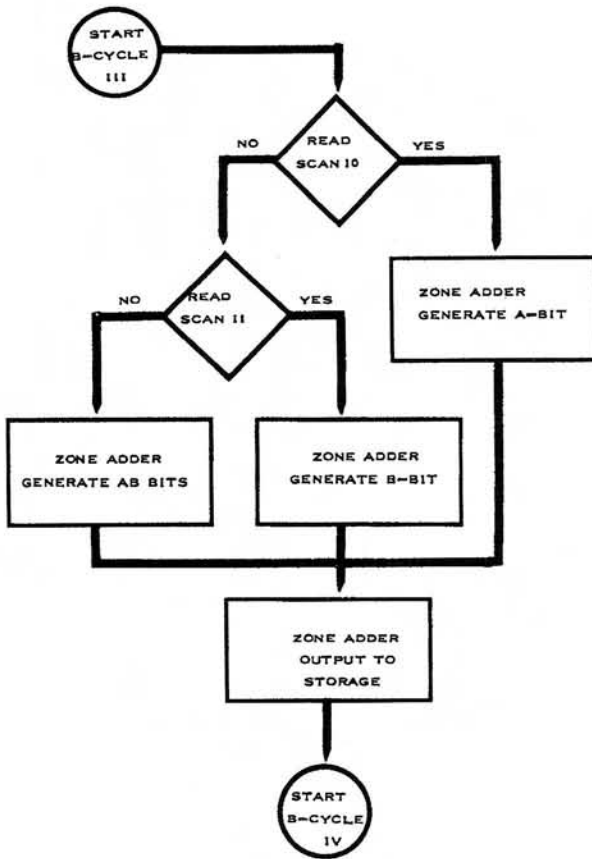 START
B-CYCLE
III
READ
SCAN 10
NO
YES
ZONE ADDER
GENERATE A-BIT
READ
SCAN 11
NO
YES
ZONE ADDER
GENERATE AB BITS
ZONE ADDER
GENERATE B-BIT
ZONE ADDER
OUTPUT TO
STORAGE
START
B-CYCLE
IV